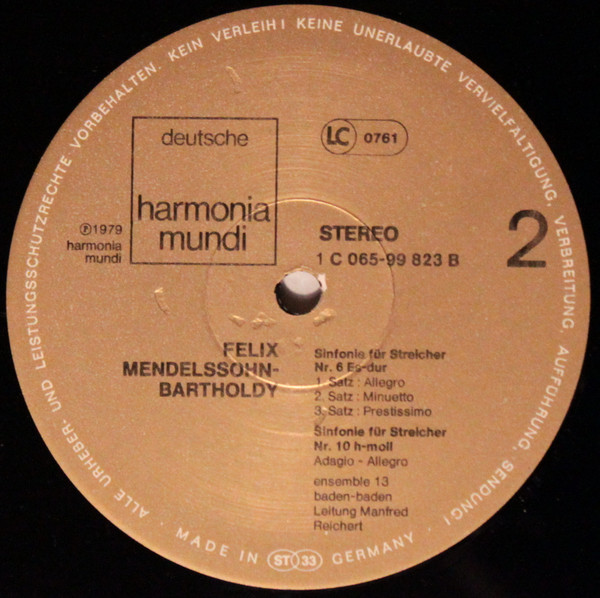 ALLE URHEBER- UND LEISTUNGSSCHUTZRECHTE VORBEHALTEN. KEIN VERLEIH! KEINE UNERLAUBTE VERVIELFÄLTIGUNG, VERBREITUNG, AUFFÜHRUNG, SENDUNG!
deutsche
harmonia
mundi
LC 0761
℗1979
harmonia
mundi
STEREO
1 C 065-99 823 B
2
FELIX
MENDELSSOHN-
BARTHOLDY
Sinfonie für Streicher
Nr. 6 Es-dur
1. Satz : Allegro
2. Satz : Minuetto
3. Satz : Prestissimo
Sinfonie für Streicher
Nr. 10 h-moll
Adagio - Allegro
ensemble 13
baden-baden
Leitung Manfred
Reichert
· MADE IN ST 33 GERMANY ·